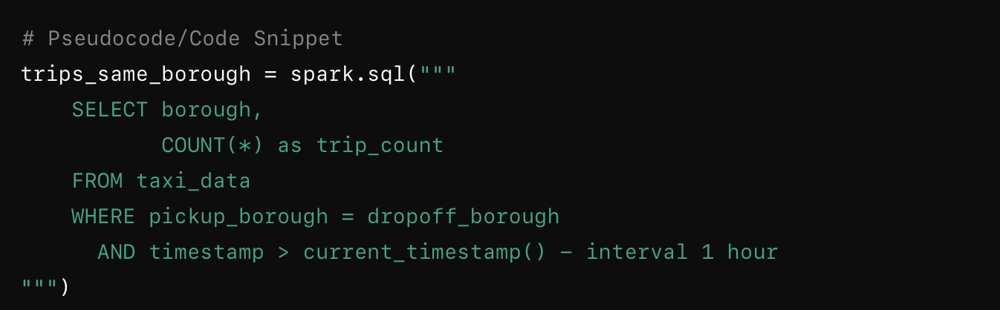 # Pseudocode/Code Snippet
trips_same_borough = spark.sql("""
    SELECT borough,
           COUNT(*) as trip_count
    FROM taxi_data
    WHERE pickup_borough = dropoff_borough
      AND timestamp > current_timestamp() - interval 1 hour
""")